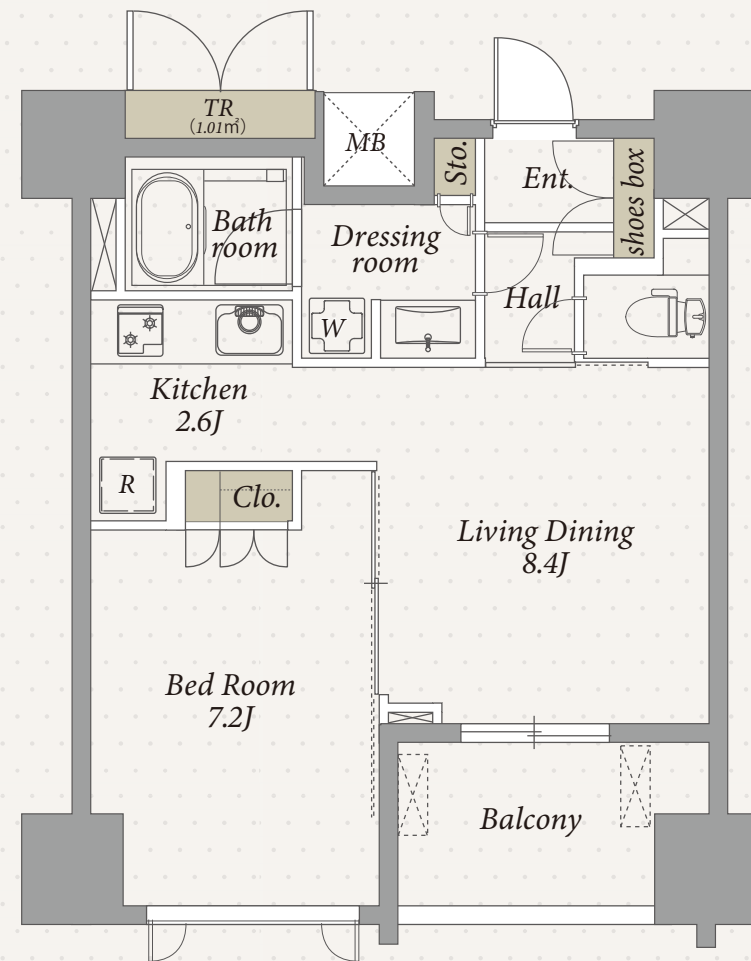 TR
(1.01㎡)
MB
Sto.
Ent.
shoes box
Bath
room
Dressing
room
Hall
W
Kitchen
2.6J
R
Clo.
Living Dining
8.4J
Bed Room
7.2J
Balcony